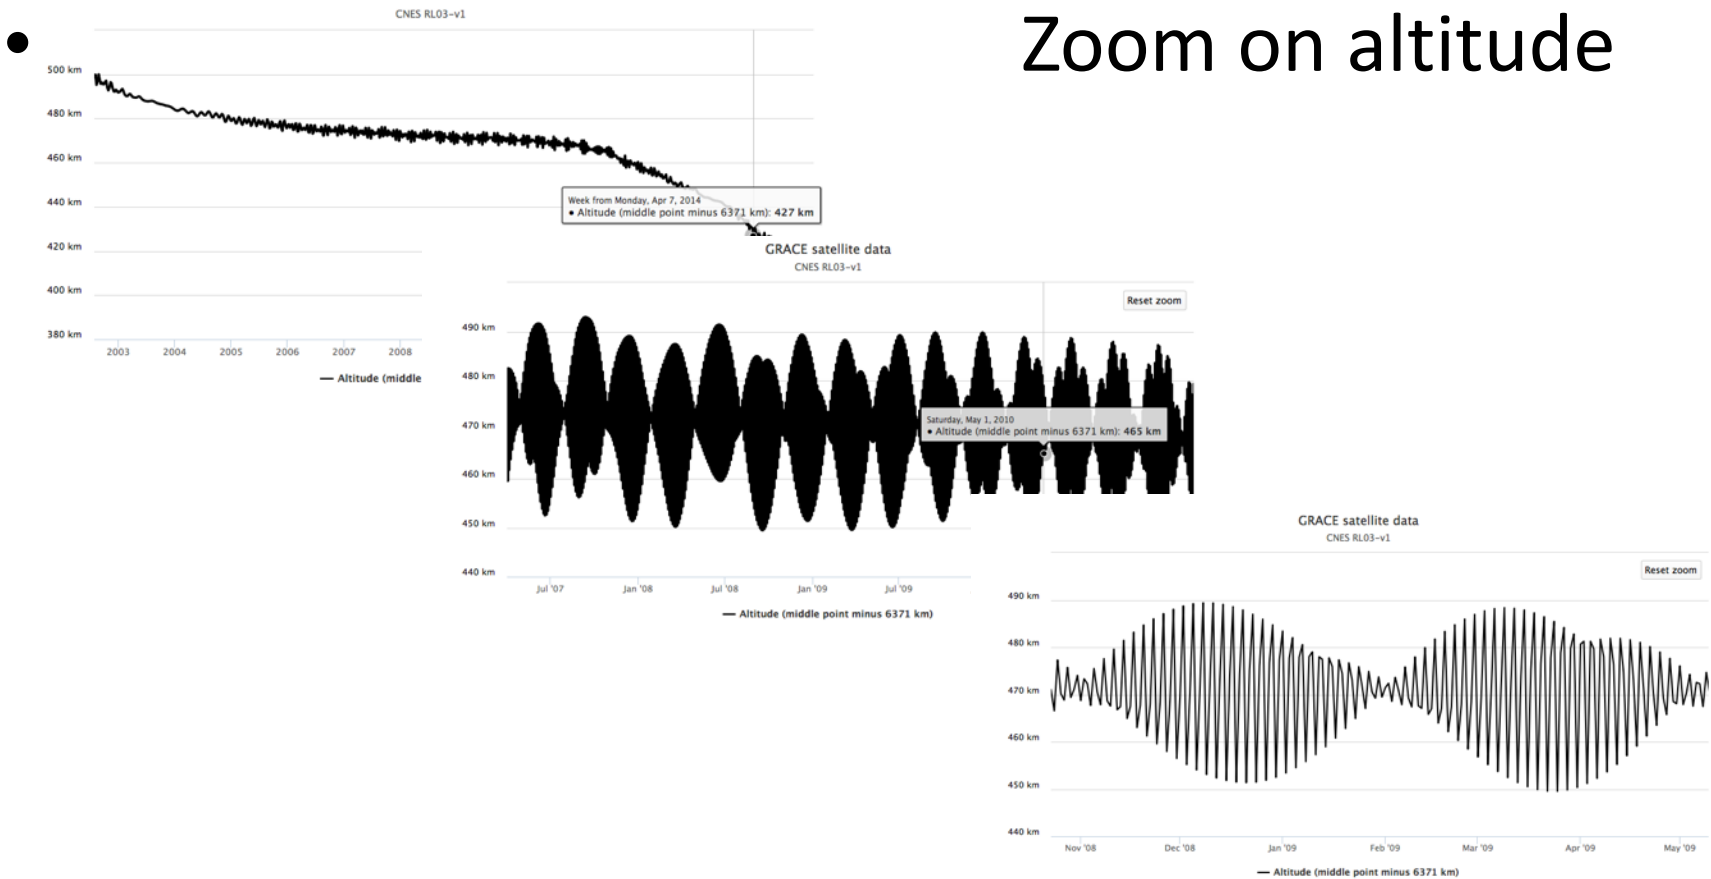 Zoom on altitude
•
CNES RL03-v1
500 km
480 km
460 km
440 km
420 km
400 km
380 km
Week from Monday, Apr 7, 2014
● Altitude (middle point minus 6371 km): 427 km
2003 2004 2005 2006 2007 2008
— Altitude (middle
GRACE satellite data
CNES RL03-v1
Reset zoom
490 km
480 km
470 km
460 km
450 km
440 km
Saturday, May 1, 2010
● Altitude (middle point minus 6371 km): 465 km
Jul '07 Jan '08 Jul '08 Jan '09 Jul '09
— Altitude (middle point minus 6371 km)
GRACE satellite data
CNES RL03-v1
Reset zoom
490 km
480 km
470 km
460 km
450 km
440 km
Nov '08 Dec '08 Jan '09 Feb '09 Mar '09 Apr '09 May '09
— Altitude (middle point minus 6371 km)